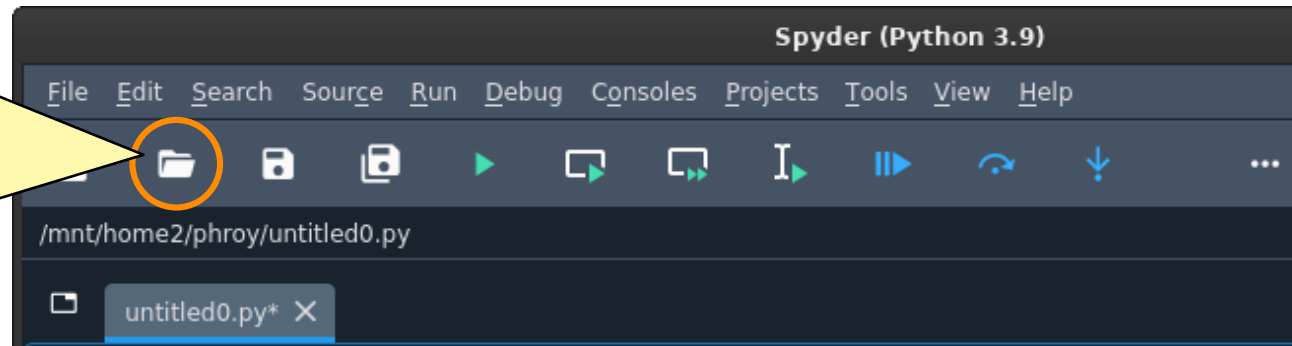 Spyder (Python 3.9)
File Edit Search Source Run Debug Consoles Projects Tools View Help
/mnt/home2/phroy/untitled0.py
untitled0.py*